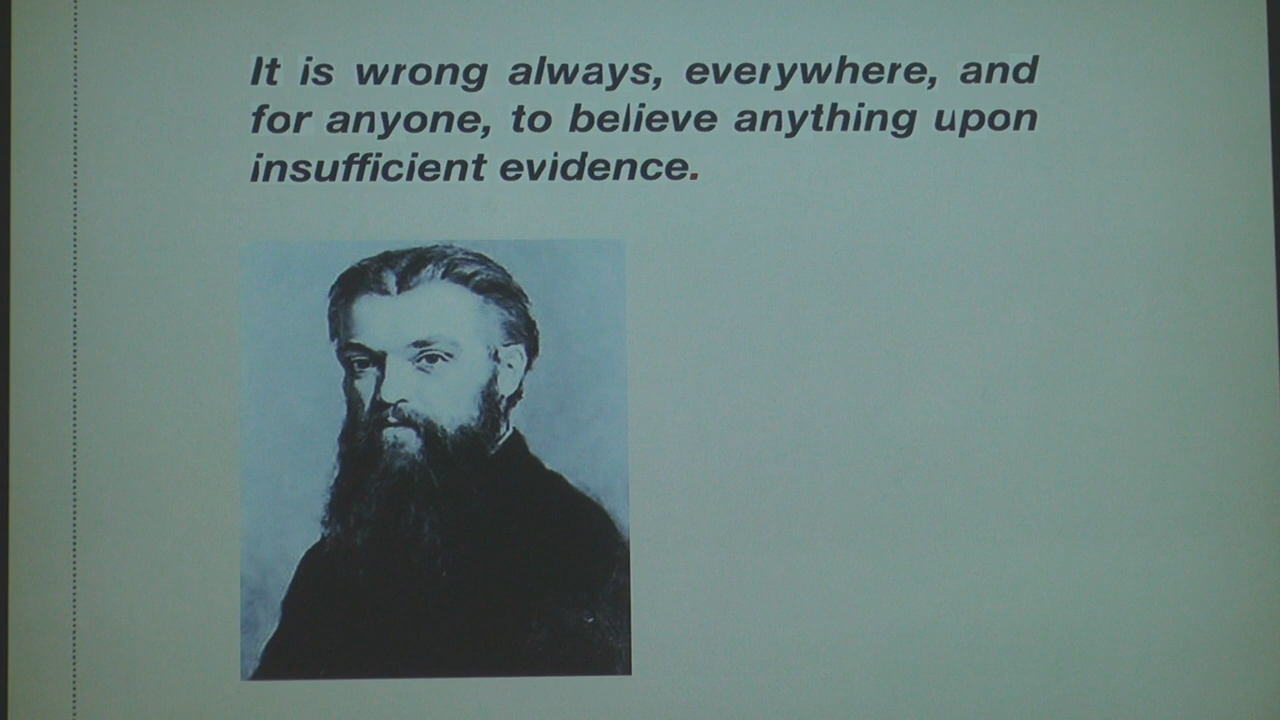 It is wrong always, everywhere, and
for anyone, to believe anything upon
insufficient evidence.